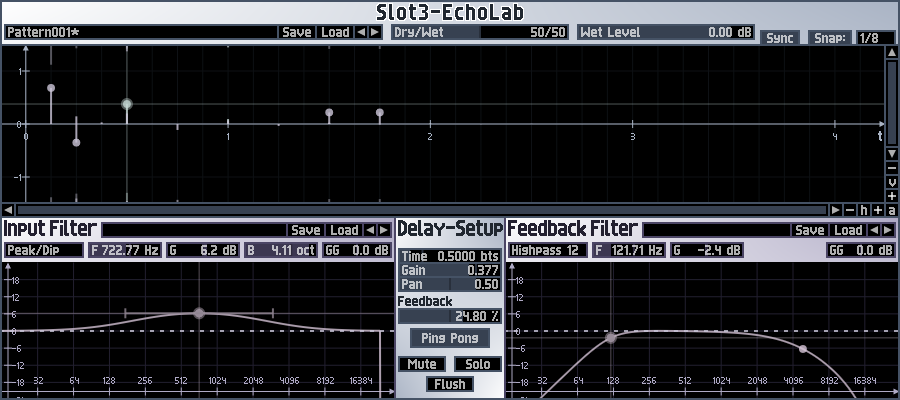 Slot3-EchoLab
Pattern001* Save Load Dry/Wet 50/50 Wet Level 0.00 dB Sync Snap: 1/8
1
0 1 2 3 4 t
-1
- v + - h + a
Input Filter Save Load
Peak/Dip F 722.77 Hz G 6.2 dB B 4.11 oct GG 0.0 dB
18
12
6
0
-6
-12
-18
32 64 128 256 512 1024 2048 4096 8192 16384
Delay-Setup
Time 0.5000 bts
Gain 0.377
Pan 0.50
Feedback
24.80 %
Ping Pong
Mute Solo
Flush
Feedback Filter Save Load
Highpass 12 F 121.71 Hz G -2.4 dB GG 0.0 dB
18
12
6
0
-6
-12
-18
32 64 128 256 512 1024 2048 4096 8192 16384